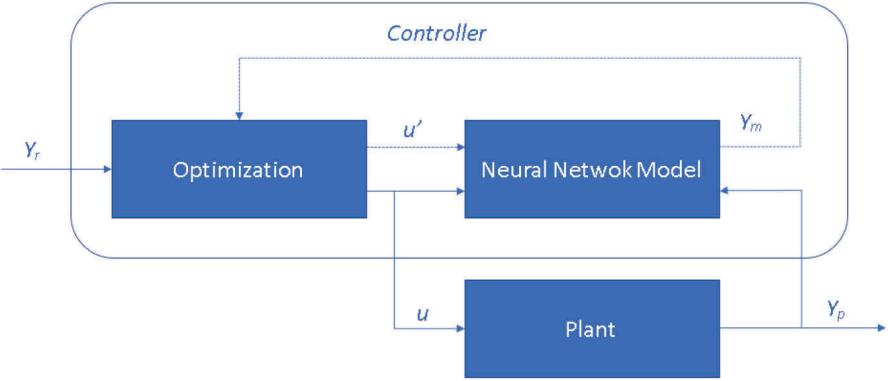 Controller
Y_r
Optimization
u'
Neural Netwok Model
Y_m
u
Plant
Y_p